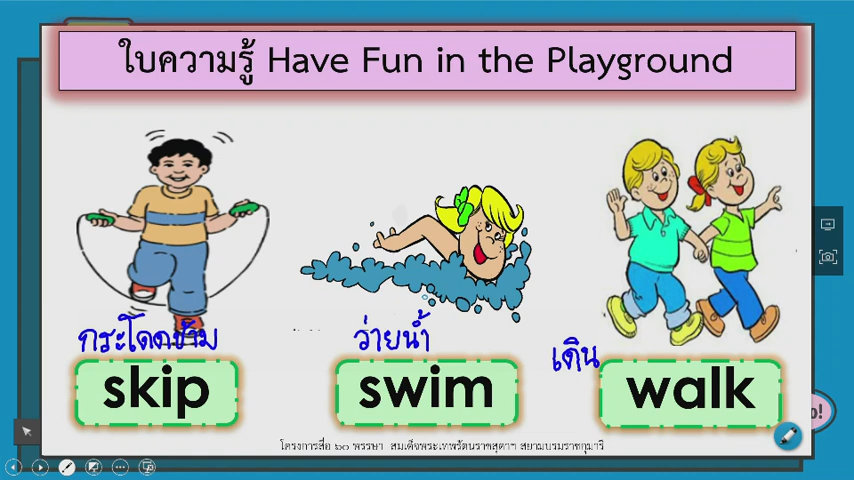 ใบความรู้ Have Fun in the Playground
กระโดดข้าม
ว่ายน้ำ
เดิน
skip
swim
walk
โครงการสื่อ ๖๐ พรรษา สมเด็จพระเทพรัตนราชสุดาฯ สยามบรมราชกุมารี